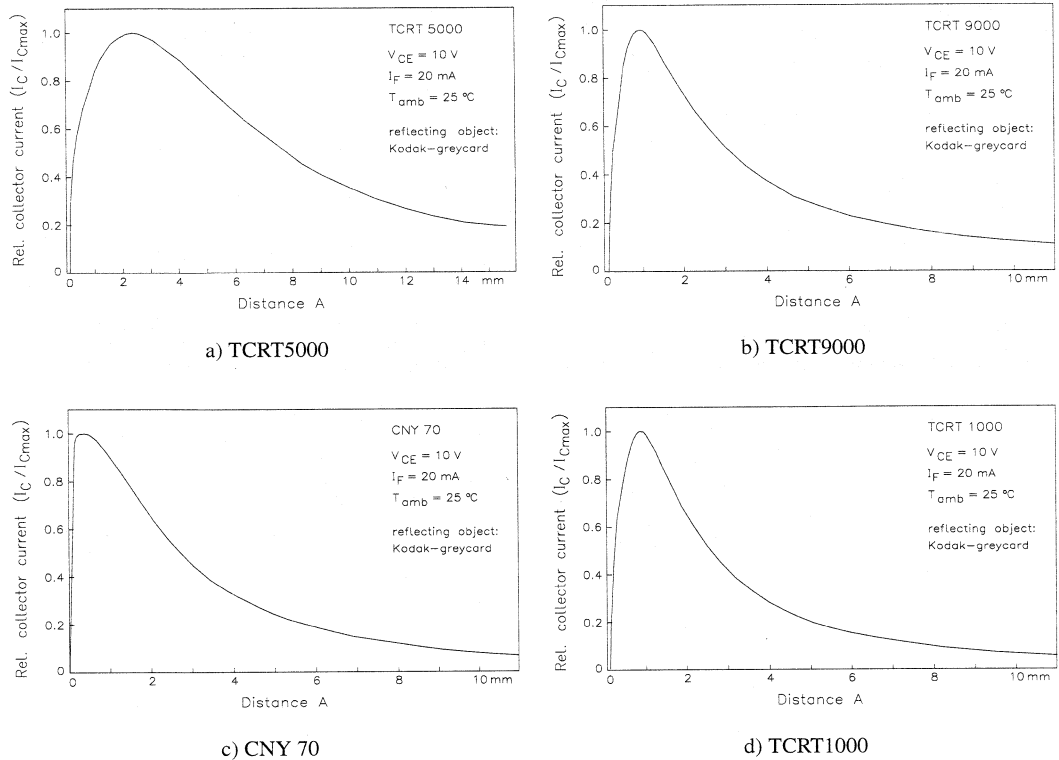 Rel. collector current (I_C / I_Cmax)
1.0
0.8
0.6
0.4
0.2
0
TCRT 5000
V_CE = 10 V
I_F = 20 mA
T_amb = 25 °C
reflecting object:
Kodak-greycard
0 2 4 6 8 10 12 14 mm
Distance A
a) TCRT5000
Rel. collector current (I_C / I_Cmax)
1.0
0.8
0.6
0.4
0.2
0
TCRT 9000
V_CE = 10 V
I_F = 20 mA
T_amb = 25 °C
reflecting object:
Kodak-greycard
0 2 4 6 8 10 mm
Distance A
b) TCRT9000
Rel. collector current (I_C / I_Cmax)
1.0
0.8
0.6
0.4
0.2
0
CNY 70
V_CE = 10 V
I_F = 20 mA
T_amb = 25 °C
reflecting object:
Kodak-greycard
0 2 4 6 8 10 mm
Distance A
c) CNY 70
Rel. collector current (I_C / I_Cmax)
1.0
0.8
0.6
0.4
0.2
0
TCRT 1000
V_CE = 10 V
I_F = 20 mA
T_amb = 25 °C
reflecting object:
Kodak-greycard
0 2 4 6 8 10 mm
Distance A
d) TCRT1000